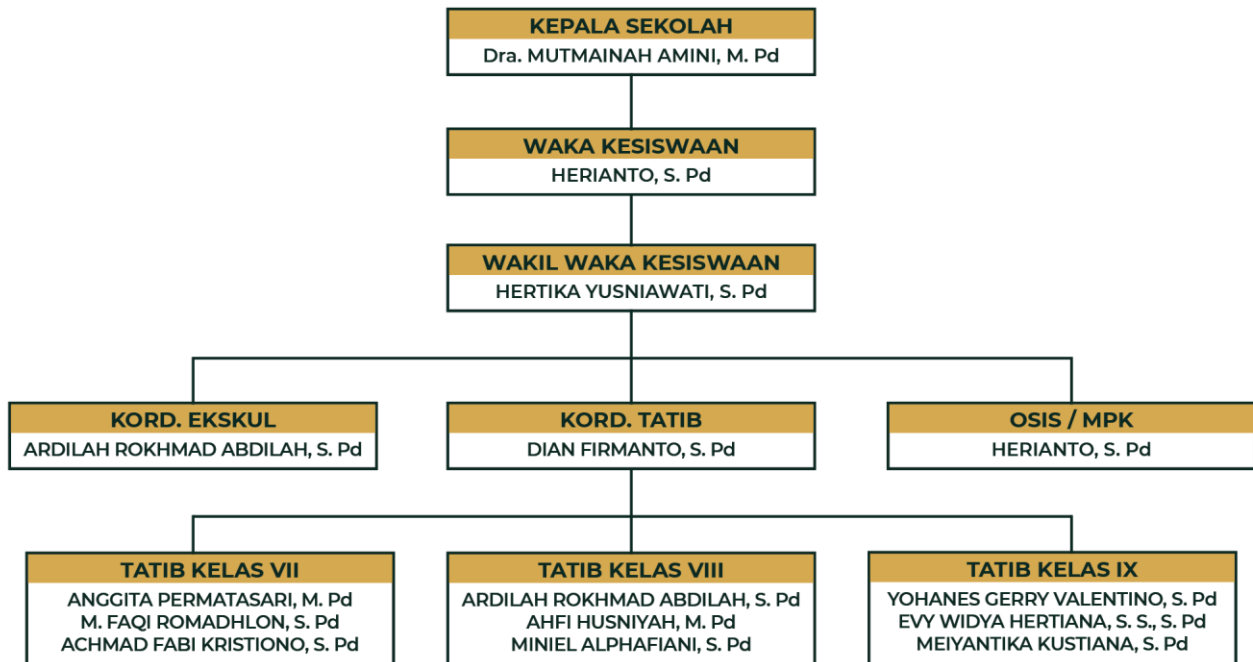 KEPALA SEKOLAH
Dra. MUTMAINAH AMINI, M. Pd
WAKA KESISWAAN
HERIANTO, S. Pd
WAKIL WAKA KESISWAAN
HERTIKA YUSNIAWATI, S. Pd
KORD. EKSKUL
ARDILAH ROKHMAD ABDILAH, S. Pd
KORD. TATIB
DIAN FIRMANTO, S. Pd
OSIS / MPK
HERIANTO, S. Pd
TATIB KELAS VII
ANGGITA PERMATASARI, M. Pd
M. FAQI ROMADHLON, S. Pd
ACHMAD FABI KRISTIONO, S. Pd
TATIB KELAS VIII
ARDILAH ROKHMAD ABDILAH, S. Pd
AHFI HUSNIYAH, M. Pd
MINIEL ALPHAFIANI, S. Pd
TATIB KELAS IX
YOHANES GERRY VALENTINO, S. Pd
EVY WIDYA HERTIANA, S. S., S. Pd
MEIYANTIKA KUSTIANA, S. Pd